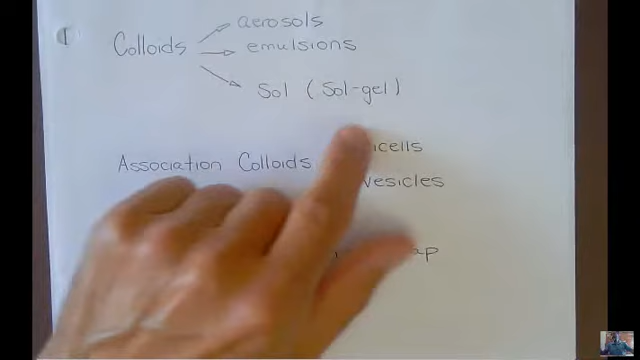 Colloids → aerosols
→ emulsions
→ Sol (Sol-gel)
Association Colloids
vesicles